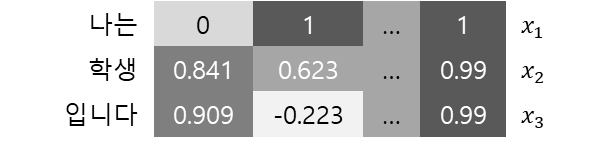 나는 0 1 ... 1 x₁
학생 0.841 0.623 ... 0.99 x₂
입니다 0.909 -0.223 ... 0.99 x₃